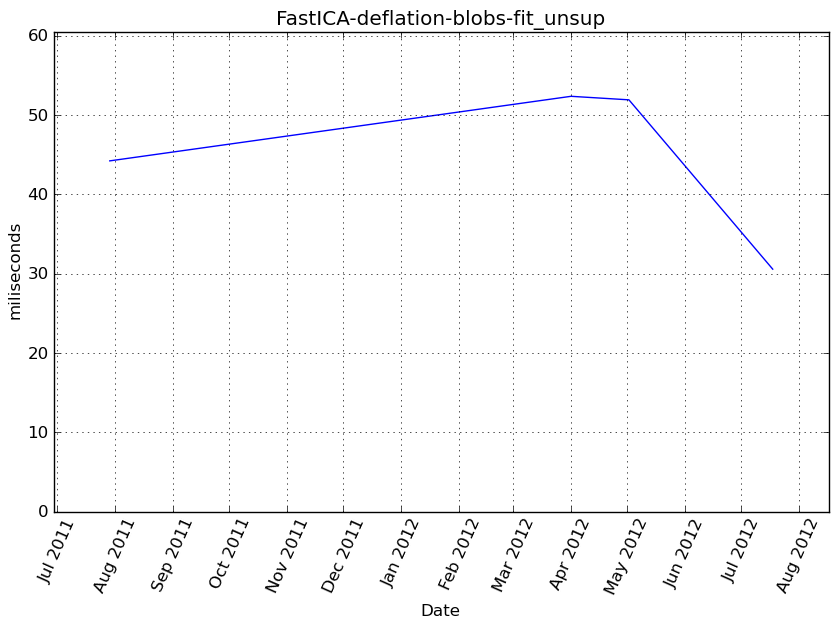 FastICA-deflation-blobs-fit_unsup
60
50
40
30
20
10
0
miliseconds
Jul 2011
Aug 2011
Sep 2011
Oct 2011
Nov 2011
Dec 2011
Jan 2012
Feb 2012
Mar 2012
Apr 2012
May 2012
Jun 2012
Jul 2012
Aug 2012
Date